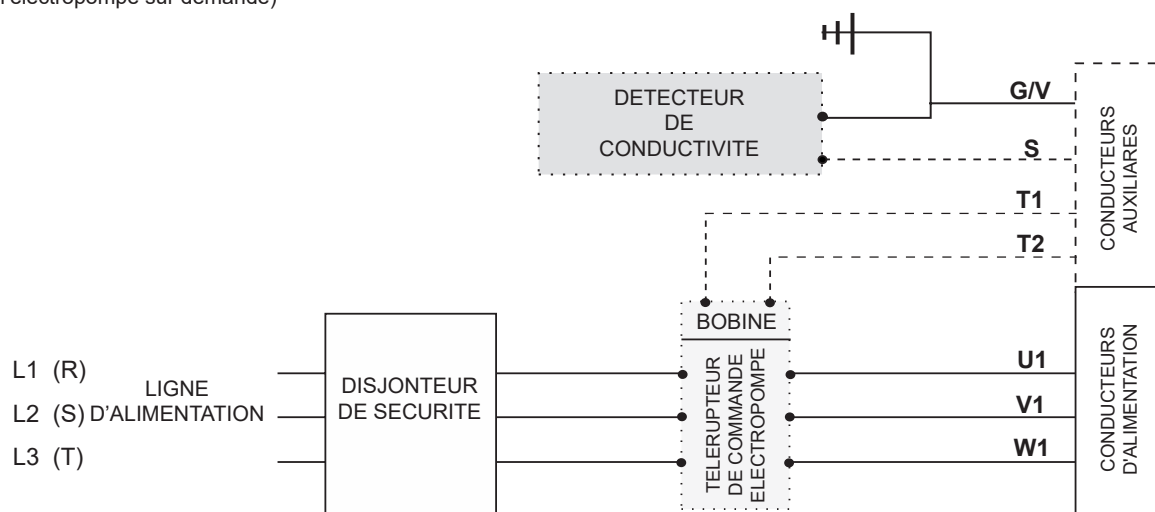 l'électropompe sur demande)
DETECTEUR
DE
CONDUCTIVITE
G/V
S
T1
T2
CONDUCTEURS
AUXILIARES
BOBINE
TELERUPTEUR
DE COMMANDE
ELECTROPOMPE
L1 (R)
L2 (S)
L3 (T)
LIGNE
D'ALIMENTATION
DISJONTEUR
DE SECURITE
U1
V1
W1
CONDUCTEURS
D'ALIMENTATION